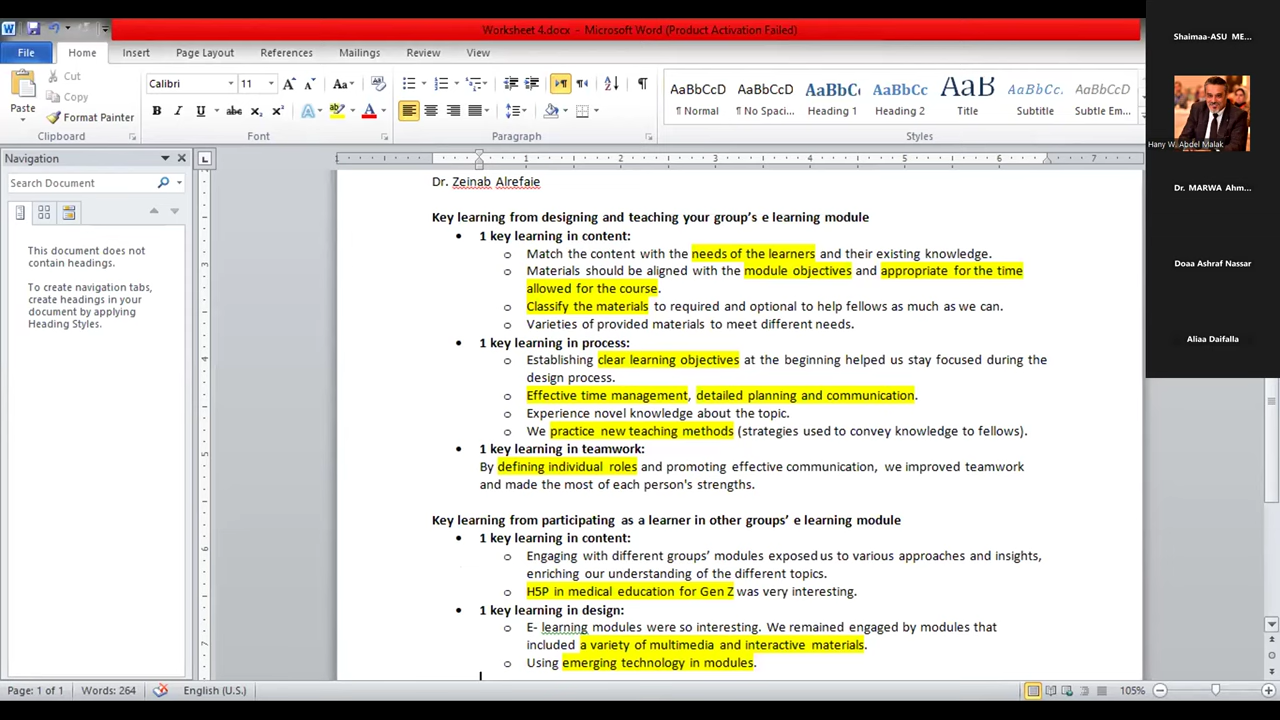 Worksheet 4.docx - Microsoft Word (Product Activation Failed)
File Home Insert Page Layout References Mailings Review View
Paste
Cut
Copy
Format Painter
Clipboard
Calibri 11
Font
Paragraph
AaBbCcD AaBbCcD AaBbC AaBbCc AaB AaBbCc. AaBbCcD
¶ Normal ¶ No Spaci... Heading 1 Heading 2 Title Subtitle Subtle Em...
Styles
Navigation
Search Document
This document does not
contain headings.
To create navigation tabs,
create headings in your
document by applying
Heading Styles.
1 2 3 4 5 6 7
3
4
5
6
7
Dr. Zeinab Alrefaie
Key learning from designing and teaching your group's e learning module
• 1 key learning in content:
o Match the content with the needs of the learners and their existing knowledge.
o Materials should be aligned with the module objectives and appropriate for the time
allowed for the course.
o Classify the materials to required and optional to help fellows as much as we can.
o Varieties of provided materials to meet different needs.
• 1 key learning in process:
o Establishing clear learning objectives at the beginning helped us stay focused during the
design process.
o Effective time management, detailed planning and communication.
o Experience novel knowledge about the topic.
o We practice new teaching methods (strategies used to convey knowledge to fellows).
• 1 key learning in teamwork:
By defining individual roles and promoting effective communication, we improved teamwork
and made the most of each person's strengths.
Key learning from participating as a learner in other groups' e learning module
• 1 key learning in content:
o Engaging with different groups' modules exposed us to various approaches and insights,
enriching our understanding of the different topics.
o H5P in medical education for Gen Z was very interesting.
• 1 key learning in design:
o E- learning modules were so interesting. We remained engaged by modules that
included a variety of multimedia and interactive materials.
o Using emerging technology in modules.
Page: 1 of 1 Words: 264 English (U.S.) 105%
Shaimaa-ASU ME...
Hany W. Abdel Malak
Dr. MARWA Ahm...
Doaa Ashraf Nassar
Aliaa Daifalla